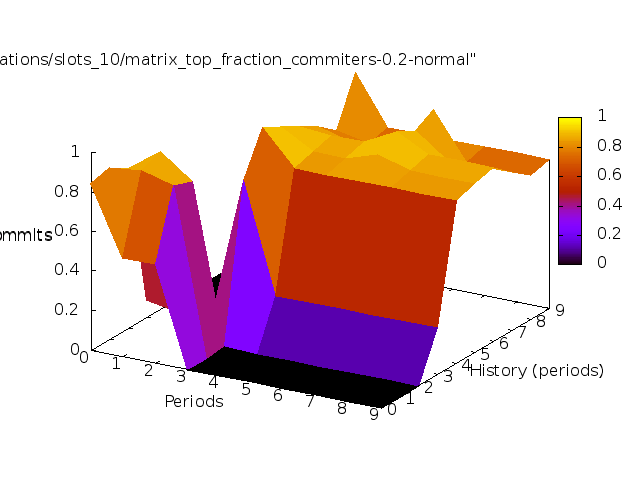 ations/slots_10/matrix_top_fraction_commiters-0.2-normal"
1
0.8
0.6
0.4
0.2
0
ommits
0 1 2 3 4 5 6 7 8 9
Periods
0 1 2 3 4 5 6 7 8 9
History (periods)
1
0.8
0.6
0.4
0.2
0